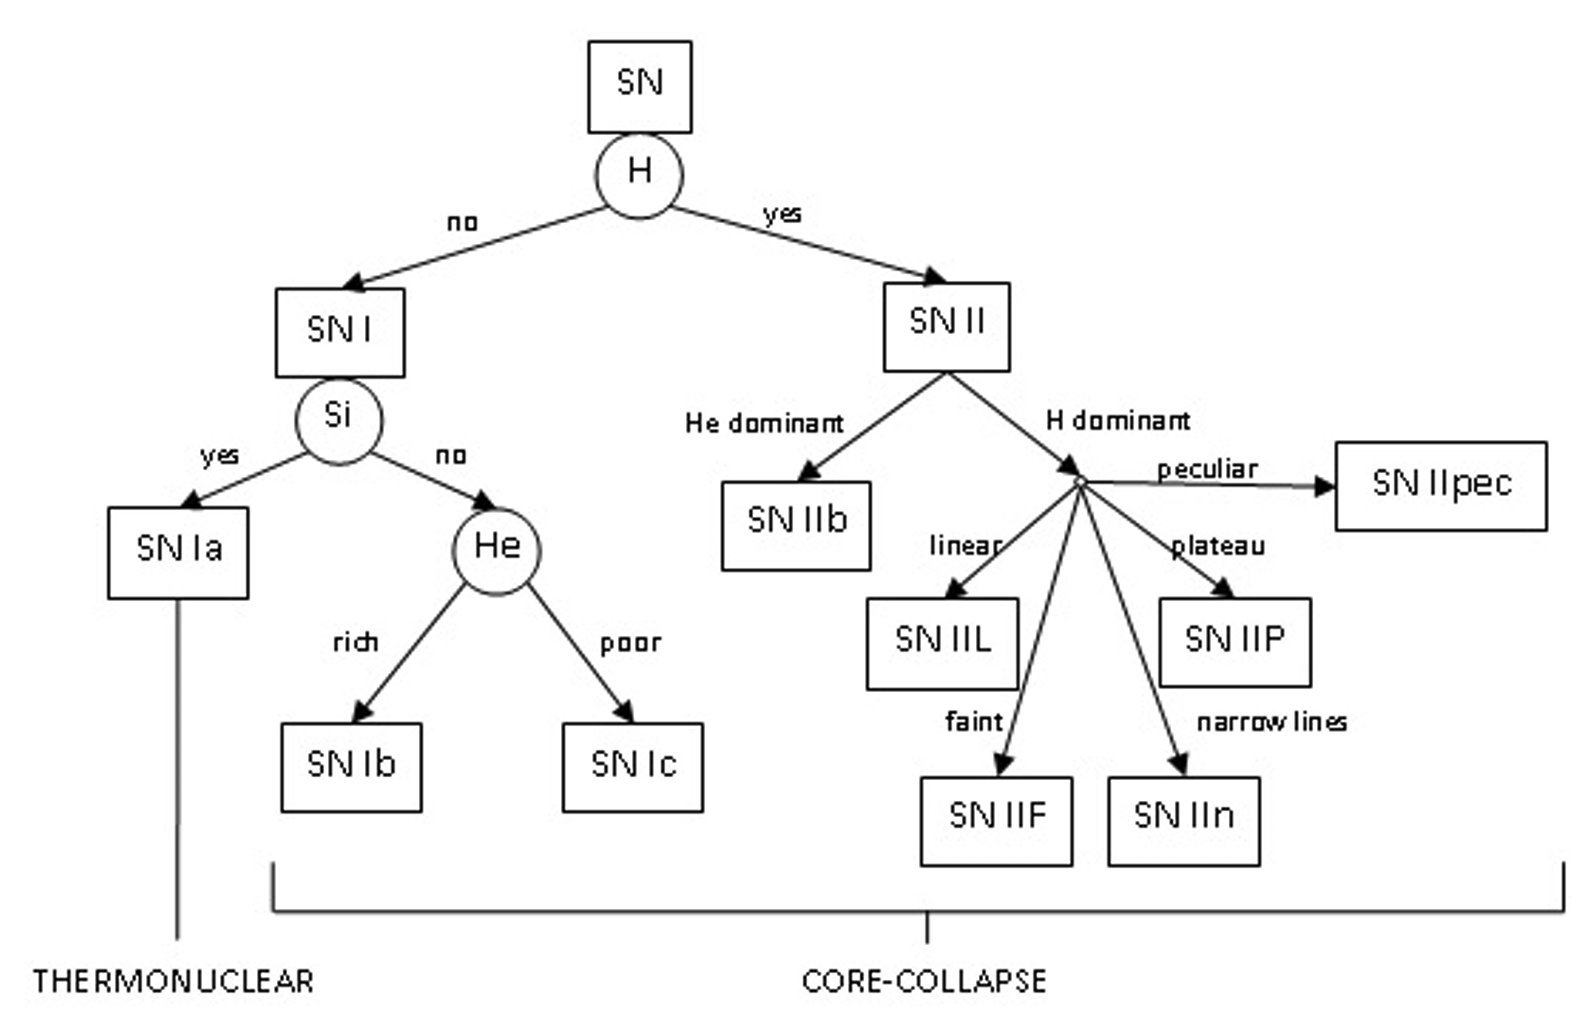 SN
H
no
yes
SN I
SN II
Si
He dominant
H dominant
yes
no
peculiar
SN IIpec
SN Ia
He
SN IIb
linear
plateau
rich
poor
SN IIL
SN IIP
faint
narrow lines
SN Ib
SN Ic
SN IIF
SN IIn
THERMONUCLEAR
CORE-COLLAPSE